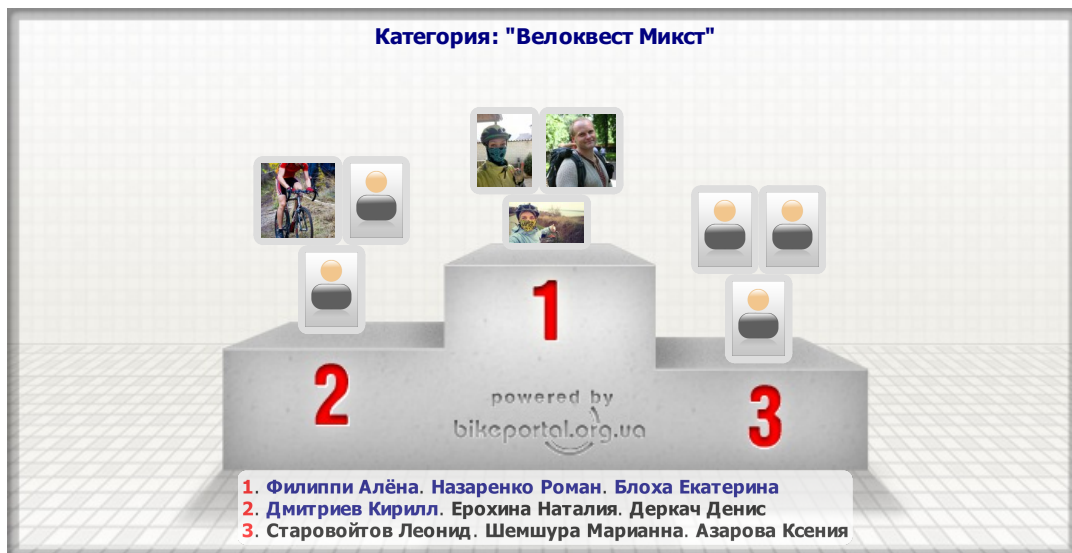 Категория: "Велоквест Микст"
1
2
3
powered by
bikeportal.org.ua
1. Филиппи Алёна. Назаренко Роман. Блоха Екатерина
2. Дмитриев Кирилл. Ерохина Наталия. Деркач Денис
3. Старовойтов Леонид. Шемшура Марианна. Азарова Ксения